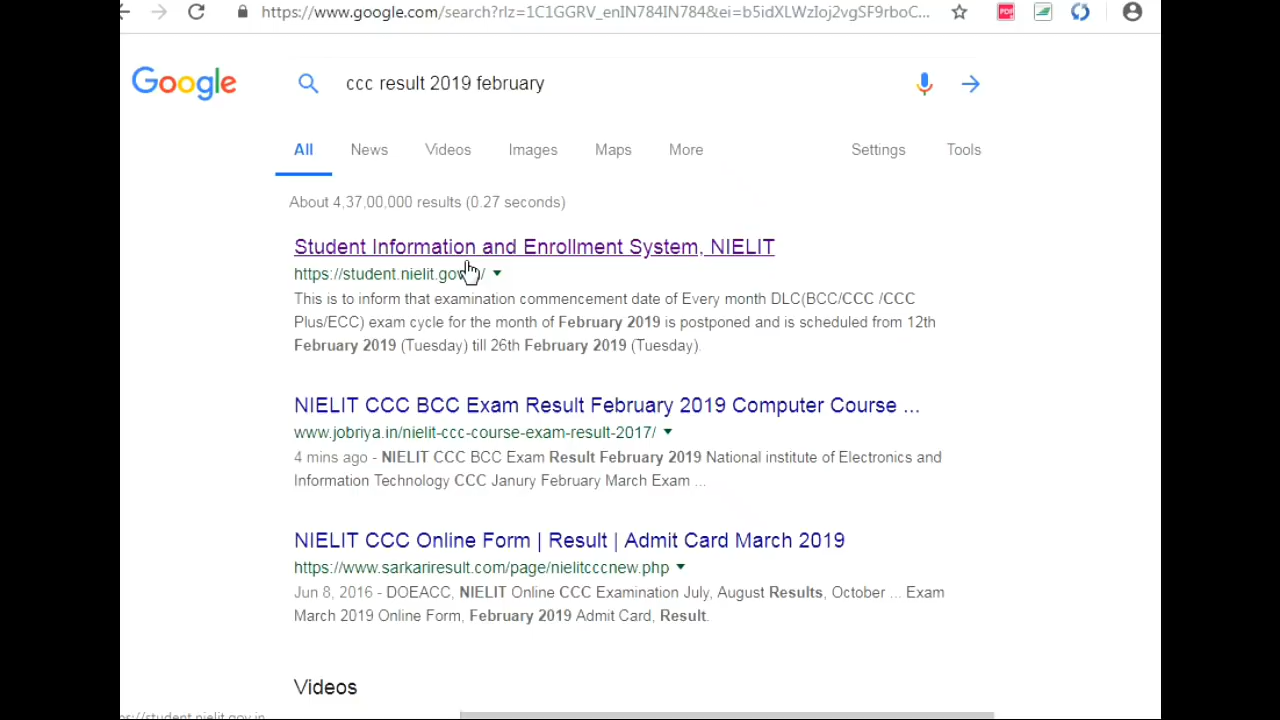 https://www.google.com/search?rlz=1C1GGRV_enIN784IN784&ei=b5idXLWzIoj2vgSF9rboC...
PDF
Google
ccc result 2019 february
All News Videos Images Maps More Settings Tools
About 4,37,00,000 results (0.27 seconds)
Student Information and Enrollment System, NIELIT
https://student.nielit.gov /
This is to inform that examination commencement date of Every month DLC(BCC/CCC /CCC
Plus/ECC) exam cycle for the month of February 2019 is postponed and is scheduled from 12th
February 2019 (Tuesday) till 26th February 2019 (Tuesday).
NIELIT CCC BCC Exam Result February 2019 Computer Course ...
www.jobriya.in/nielit-ccc-course-exam-result-2017/
4 mins ago - NIELIT CCC BCC Exam Result February 2019 National institute of Electronics and
Information Technology CCC Janury February March Exam ...
NIELIT CCC Online Form | Result | Admit Card March 2019
https://www.sarkariresult.com/page/nielitcccnew.php
Jun 8, 2016 - DOEACC, NIELIT Online CCC Examination July, August Results, October ... Exam
March 2019 Online Form, February 2019 Admit Card, Result.
Videos